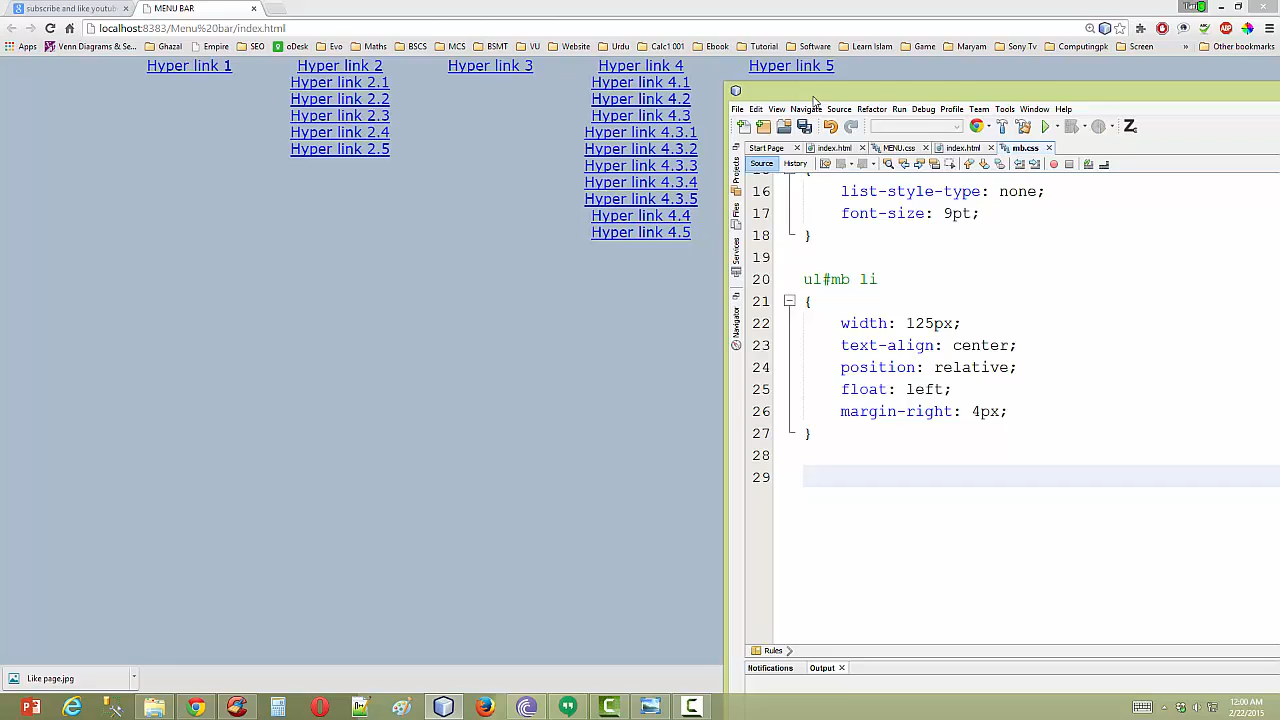 subscribe and like youtub
MENU BAR
localhost:8383/Menu%20bar/index.html
Apps
Venn Diagrams & Se...
Ghazal
Empire
SEO
oDesk
Evo
Maths
BSCS
MCS
BSMT
VU
Website
Urdu
Calc1 001
Ebook
Tutorial
Software
Learn Islam
Game
Maryam
Sony Tv
Computingpk
Screen
»
Other bookmarks
Hyper link 1
Hyper link 2
Hyper link 3
Hyper link 4
Hyper link 5
Hyper link 2.1
Hyper link 2.2
Hyper link 2.3
Hyper link 2.4
Hyper link 2.5
Hyper link 4.1
Hyper link 4.2
Hyper link 4.3
Hyper link 4.3.1
Hyper link 4.3.2
Hyper link 4.3.3
Hyper link 4.3.4
Hyper link 4.3.5
Hyper link 4.4
Hyper link 4.5
File Edit View Navigate Source Refactor Run Debug Profile Team Tools Window Help
Start Page
index.html
MENU.css
index.html
mb.css
Source
History
Projects
Files
Services
Navigator
16 list-style-type: none;
17 font-size: 9pt;
18 }
19
20 ul#mb li
21 {
22 width: 125px;
23 text-align: center;
24 position: relative;
25 float: left;
26 margin-right: 4px;
27 }
28
29
Rules
Notifications
Output
Like page.jpg
12:00 AM
2/22/2015